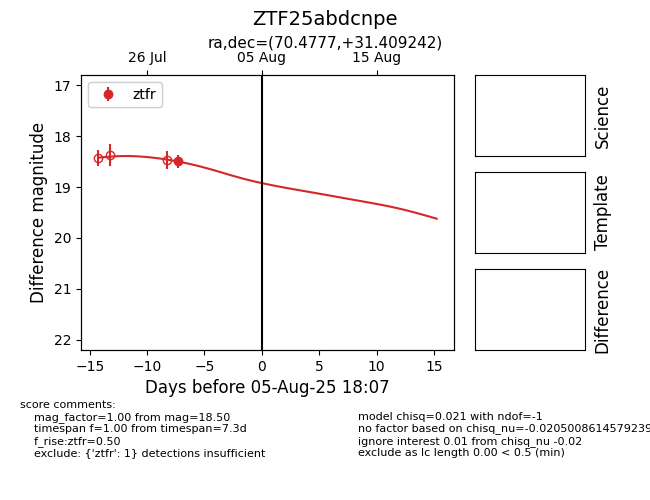 ZTF25abdcnpe
ra,dec=(70.4777,+31.409242)
26 Jul
05 Aug
15 Aug
ztfr
17
18
19
20
21
22
Difference magnitude
−15
−10
−5
0
5
10
15
Days before 05-Aug-25 18:07
Science
Template
Difference
score comments:
mag_factor=1.00 from mag=18.50
timespan f=1.00 from timespan=7.3d
f_rise:ztfr=0.50
exclude: {'ztfr': 1} detections insufficient
model chisq=0.021 with ndof=-1
no factor based on chisq_nu=-0.0205008614579239
ignore interest 0.01 from chisq_nu -0.02
exclude as lc length 0.00 < 0.5 (min)